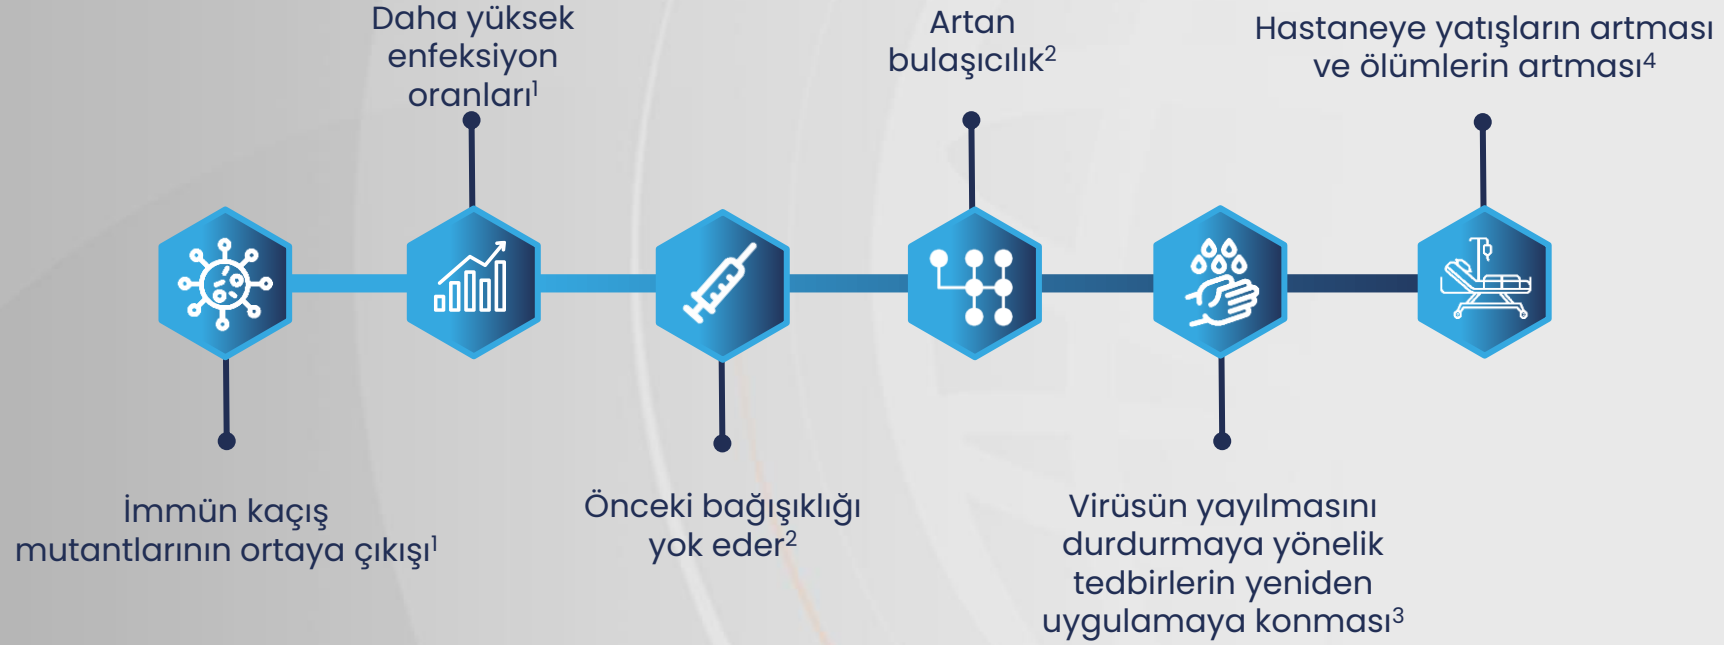 Daha yüksek
enfeksiyon
oranları¹
Artan
bulaşıcılık²
Hastaneye yatışların artması
ve ölümlerin artması⁴
İmmün kaçış
mutantlarının ortaya çıkışı¹
Önceki bağışıklığı
yok eder²
Virüsün yayılmasını
durdurmaya yönelik
tedbirlerin yeniden
uygulamaya konması³